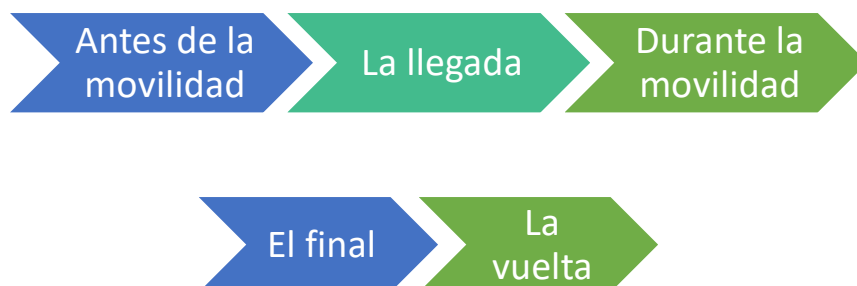 Antes de la
movilidad
La llegada
Durante la
movilidad
El final
La
vuelta